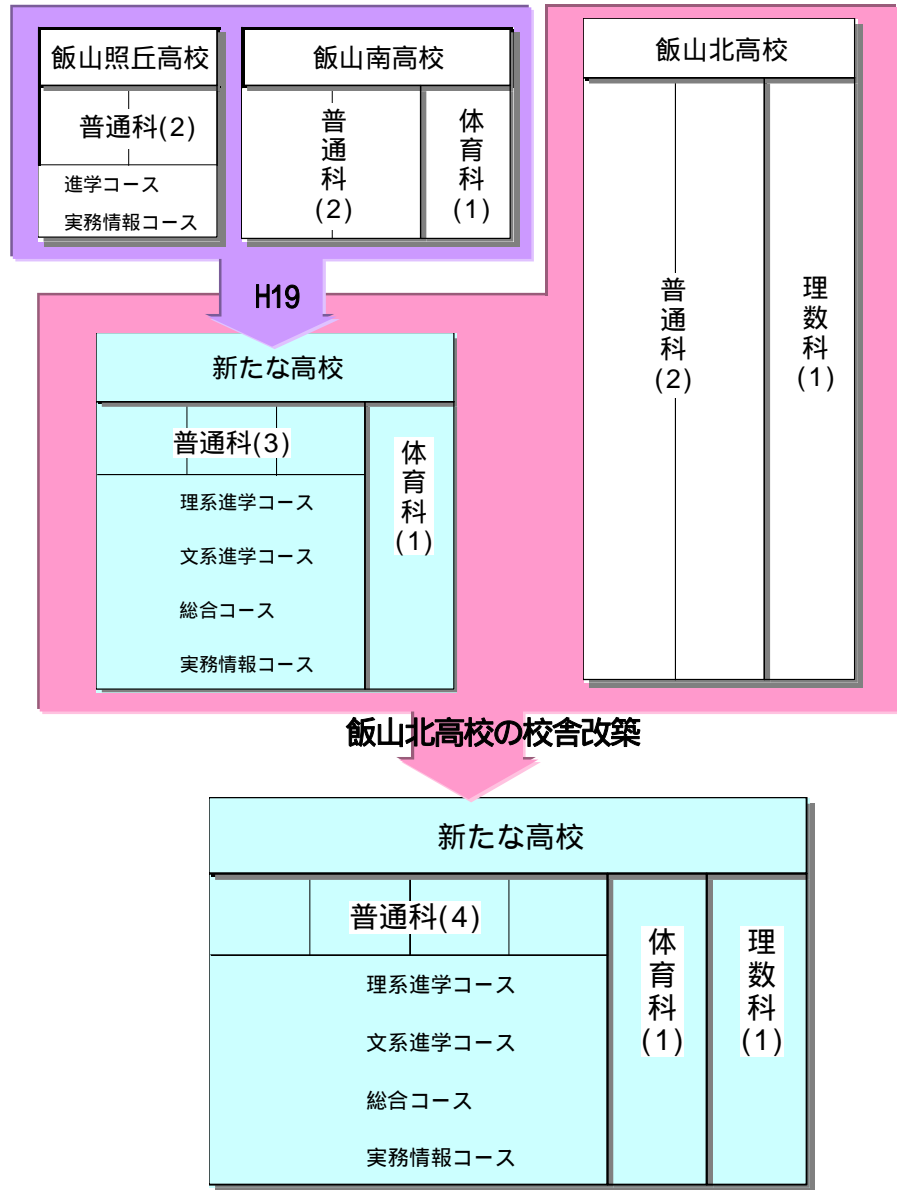 飯山照丘高校
普通科(2)
進学コース
実務情報コース
飯山南高校
普通科(2)
体育科(1)
飯山北高校
普通科(2)
理数科(1)
H19
新たな高校
普通科(3)
理系進学コース
文系進学コース
総合コース
実務情報コース
体育科(1)
飯山北高校の校舎改築
新たな高校
普通科(4)
理系進学コース
文系進学コース
総合コース
実務情報コース
体育科(1)
理数科(1)